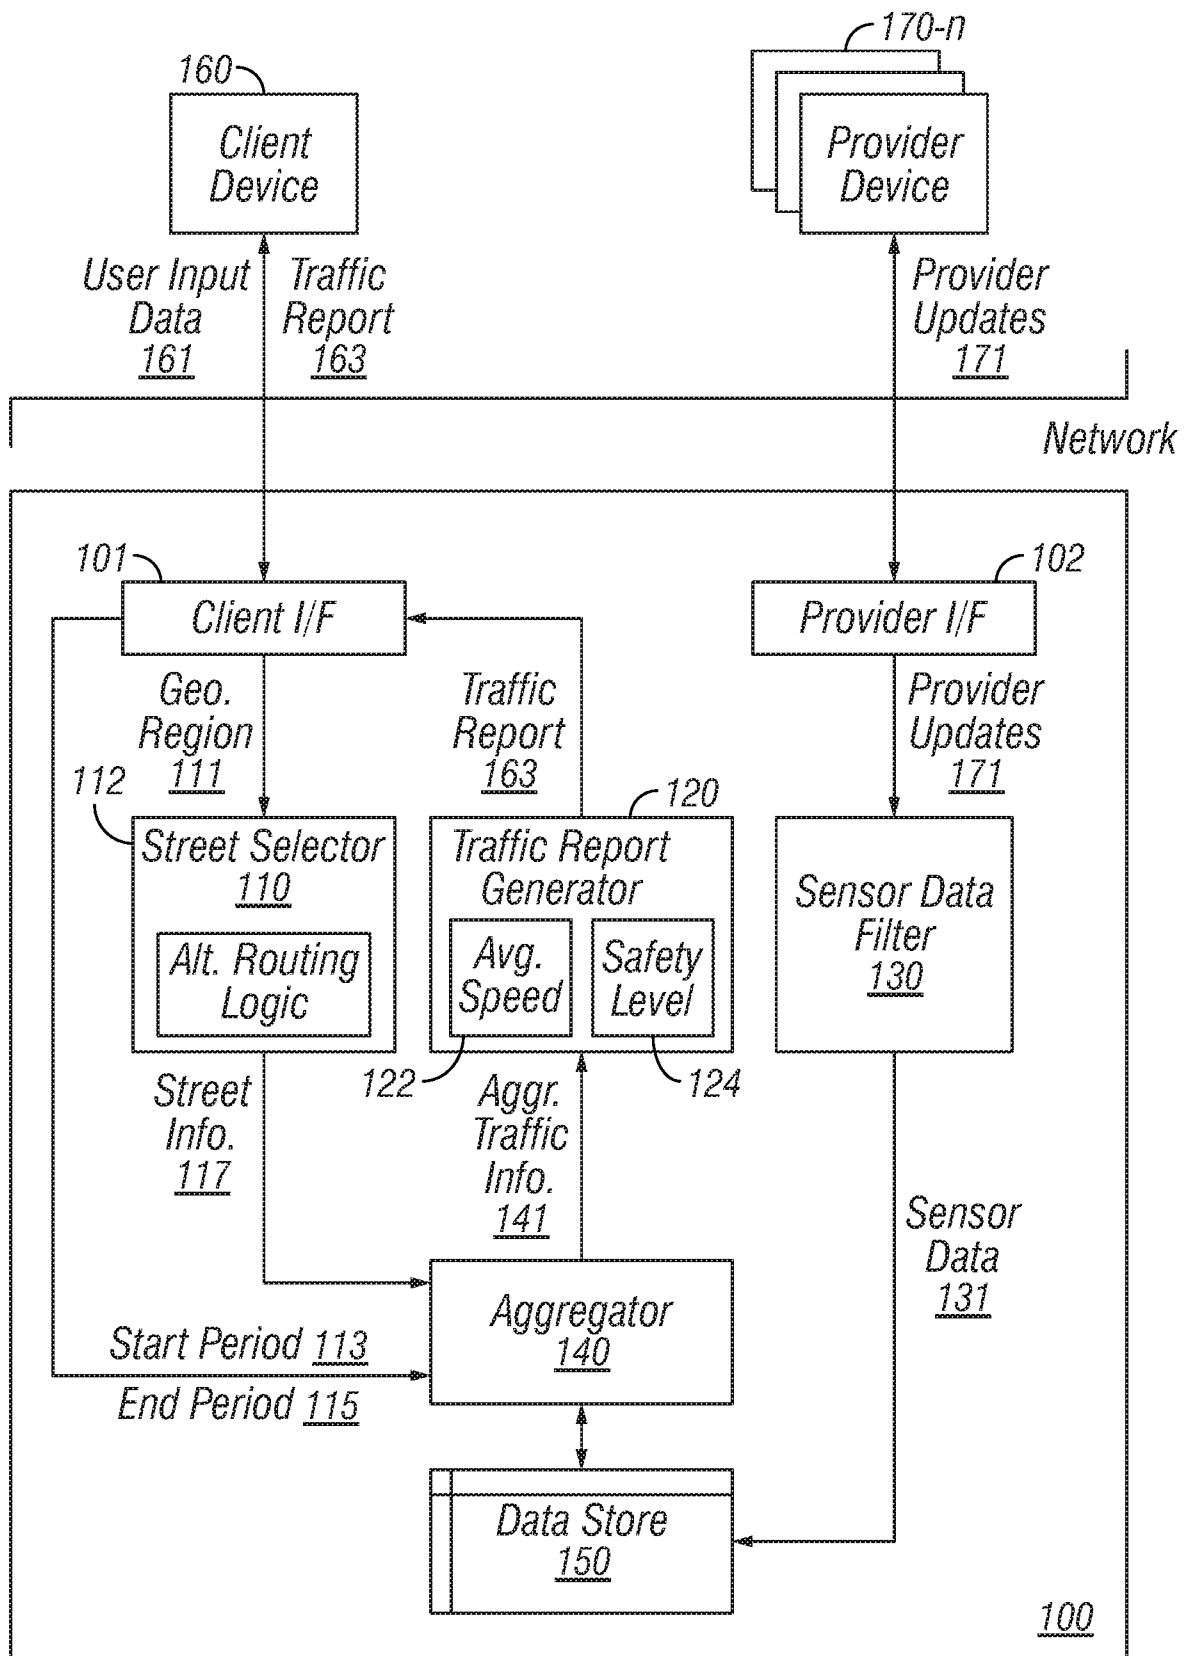 170-n
160
Client
Device
Provider
Device
User Input
Data
161
Traffic
Report
163
Provider
Updates
171
Network
101
Client I/F
102
Provider I/F
Geo.
Region
111
Traffic
Report
163
Provider
Updates
171
112
Street Selector
110
Alt. Routing
Logic
120
Traffic Report
Generator
Avg.
Speed
Safety
Level
Sensor Data
Filter
130
122
124
Street
Info.
117
Aggr.
Traffic
Info.
141
Sensor
Data
131
Aggregator
140
Start Period 113
End Period 115
Data Store
150
100